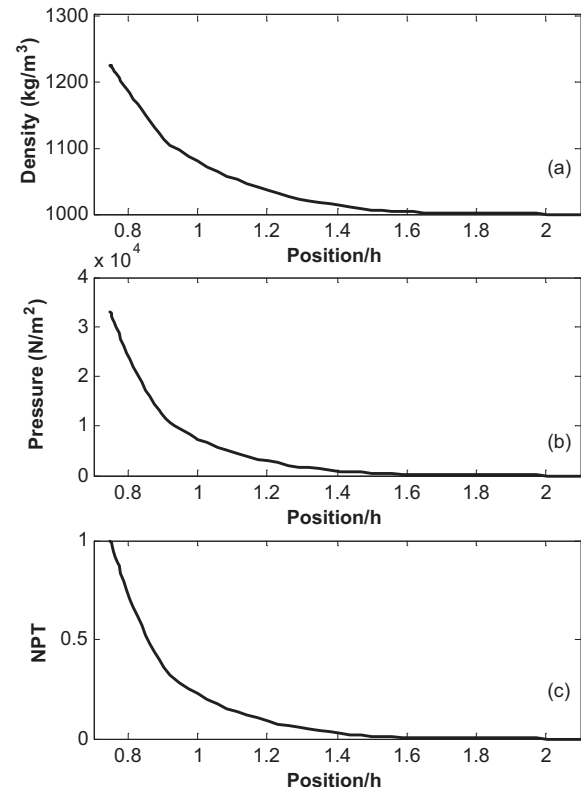 1300
1200
1100
1000
Density (kg/m³)
(a)
0.8 1 1.2 1.4 1.6 1.8 2
Position/h
x 10⁴
4
3
2
1
0
Pressure (N/m²)
(b)
0.8 1 1.2 1.4 1.6 1.8 2
Position/h
1
0.5
0
NPT
(c)
0.8 1 1.2 1.4 1.6 1.8 2
Position/h